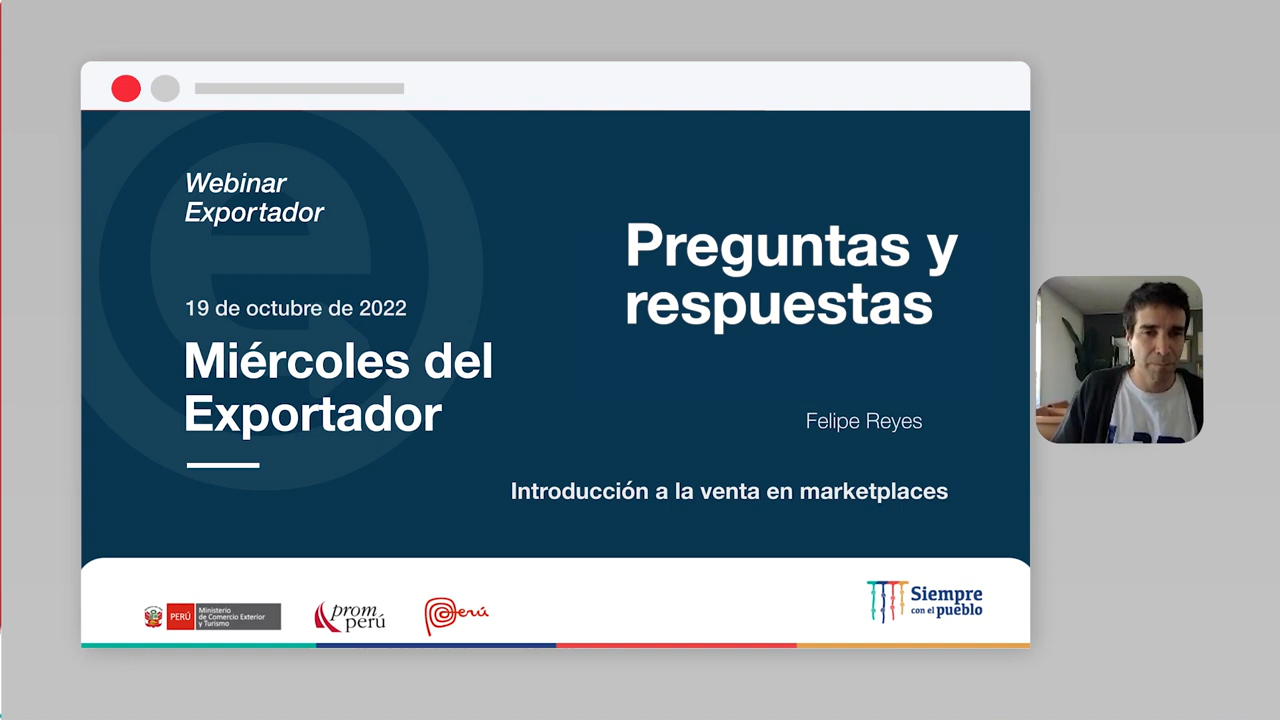 Webinar
Exportador
19 de octubre de 2022
Miércoles del
Exportador
Preguntas y
respuestas
Felipe Reyes
Introducción a la venta en marketplaces
PERÚ
Ministerio
de Comercio Exterior
y Turismo
prom
perú
Perú
Siempre
con el pueblo